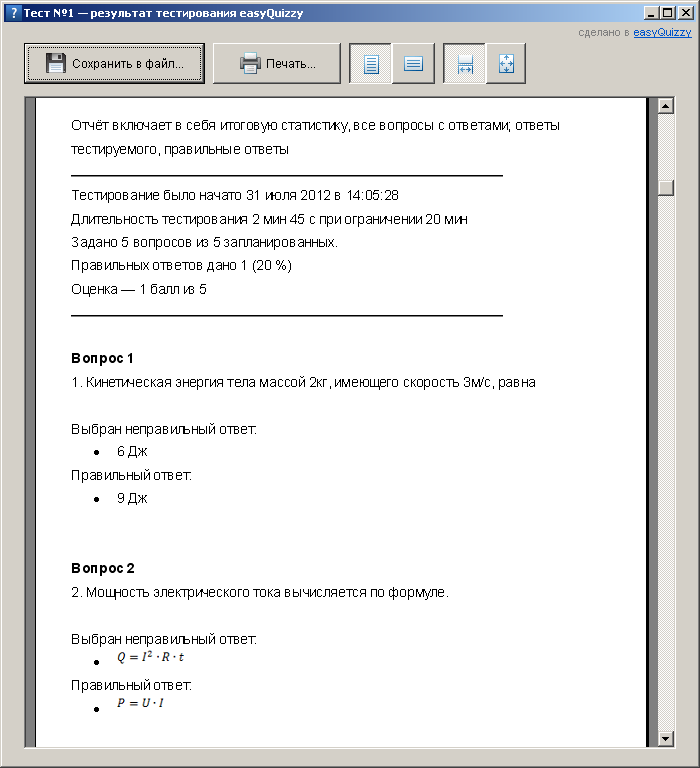 Тест №1 — результат тестирования easyQuizzy
сделано в easyQuizzy
Сохранить в файл...
Печать...
Отчёт включает в себя итоговую статистику, все вопросы с ответами; ответы
тестируемого, правильные ответы
Тестирование было начато 31 июля 2012 в 14:05:28
Длительность тестирования 2 мин 45 с при ограничении 20 мин
Задано 5 вопросов из 5 запланированных.
Правильных ответов дано 1 (20 %)
Оценка — 1 балл из 5
Вопрос 1
1. Кинетическая энергия тела массой 2кг, имеющего скорость 3м/с, равна
Выбран неправильный ответ:
• 6 Дж
Правильный ответ:
• 9 Дж
Вопрос 2
2. Мощность электрического тока вычисляется по формуле.
Выбран неправильный ответ:
• Q = I² · R · t
Правильный ответ:
• P = U · I